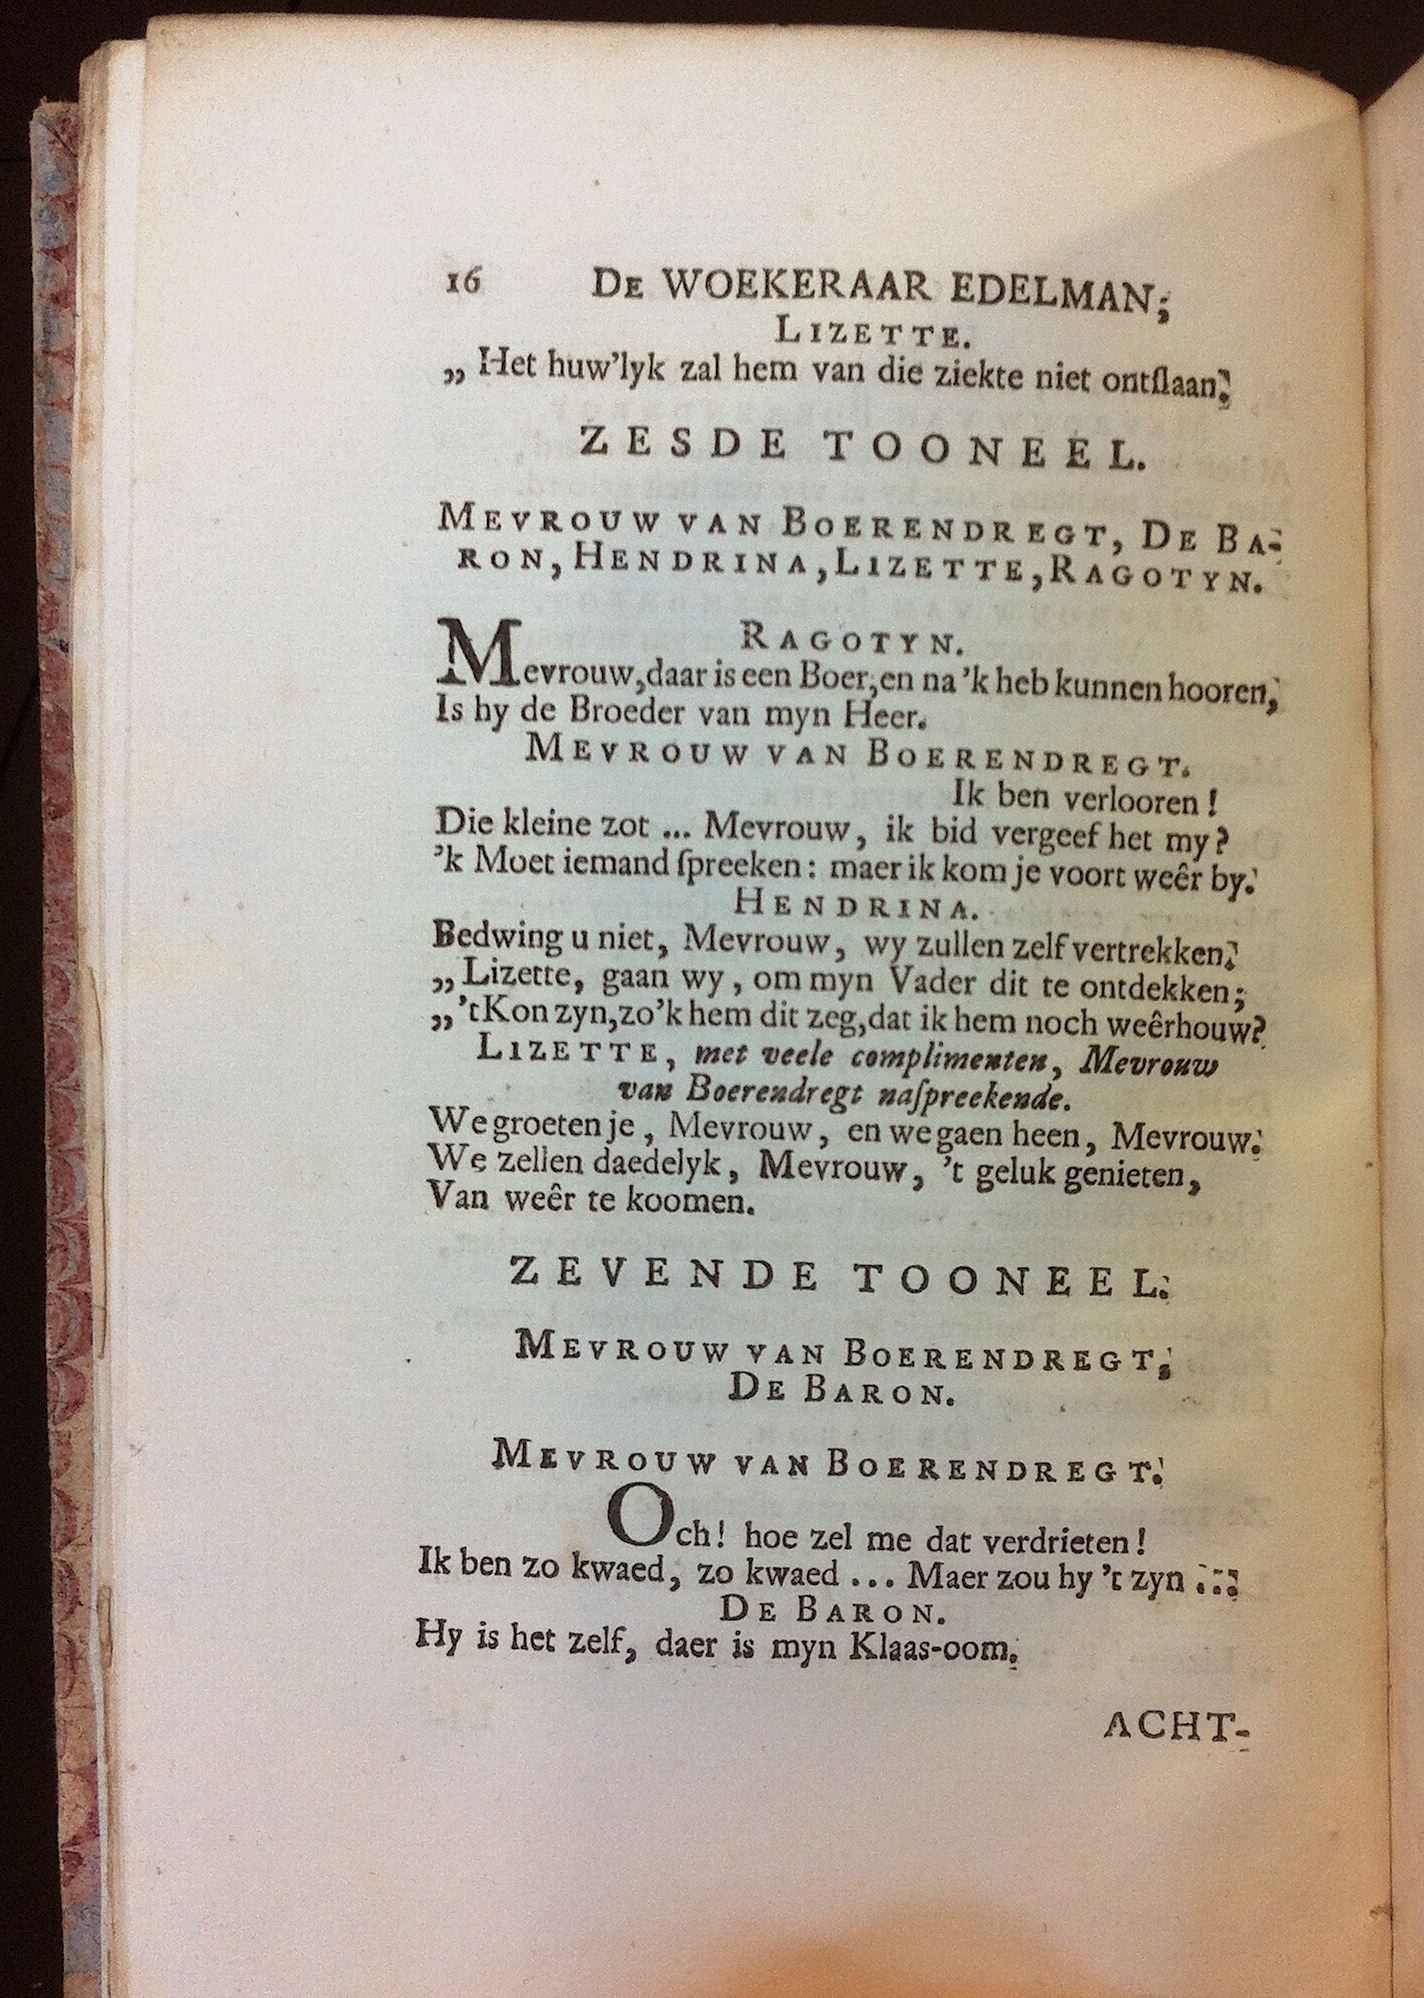 16 DE WOEKERAAR EDELMAN;
LIZETTE.
„ Het huw'lyk zal hem van die ziekte niet ontſlaan.
ZESDE TOONEEL.
MEVROUW VAN BOERENDREGT, DE BA-
RON, HENDRINA, LIZETTE, RAGOTYN.
RAGOTYN.
Mevrouw, daar is een Boer, en na 'k heb kunnen hooren,
Is hy de Broeder van myn Heer.
MEVROUW VAN BOERENDREGT.
Ik ben verlooren!
Die kleine zot ... Mevrouw, ik bid vergeef het my?
'k Moet iemand ſpreeken: maer ik kom je voort weêr by.
HENDRINA.
Bedwing u niet, Mevrouw, wy zullen zelf vertrekken.
„ Lizette, gaan wy, om myn Vader dit te ontdekken;
„ 't Kon zyn, zo 'k hem dit zeg, dat ik hem noch weêrhouw?
LIZETTE, met veele complimenten, Mevrouw
van Boerendregt naſpreekende.
We groeten je, Mevrouw, en we gaen heen, Mevrouw.
We zellen daedelyk, Mevrouw, 't geluk genieten,
Van weêr te koomen.
ZEVENDE TOONEEL.
MEVROUW VAN BOERENDREGT,
DE BARON.
MEVROUW VAN BOERENDREGT.
Och! hoe zel me dat verdrieten!
Ik ben zo kwaed, zo kwaed ... Maer zou hy 't zyn ...
DE BARON.
Hy is het zelf, daer is myn Klaas-oom.
ACHT-